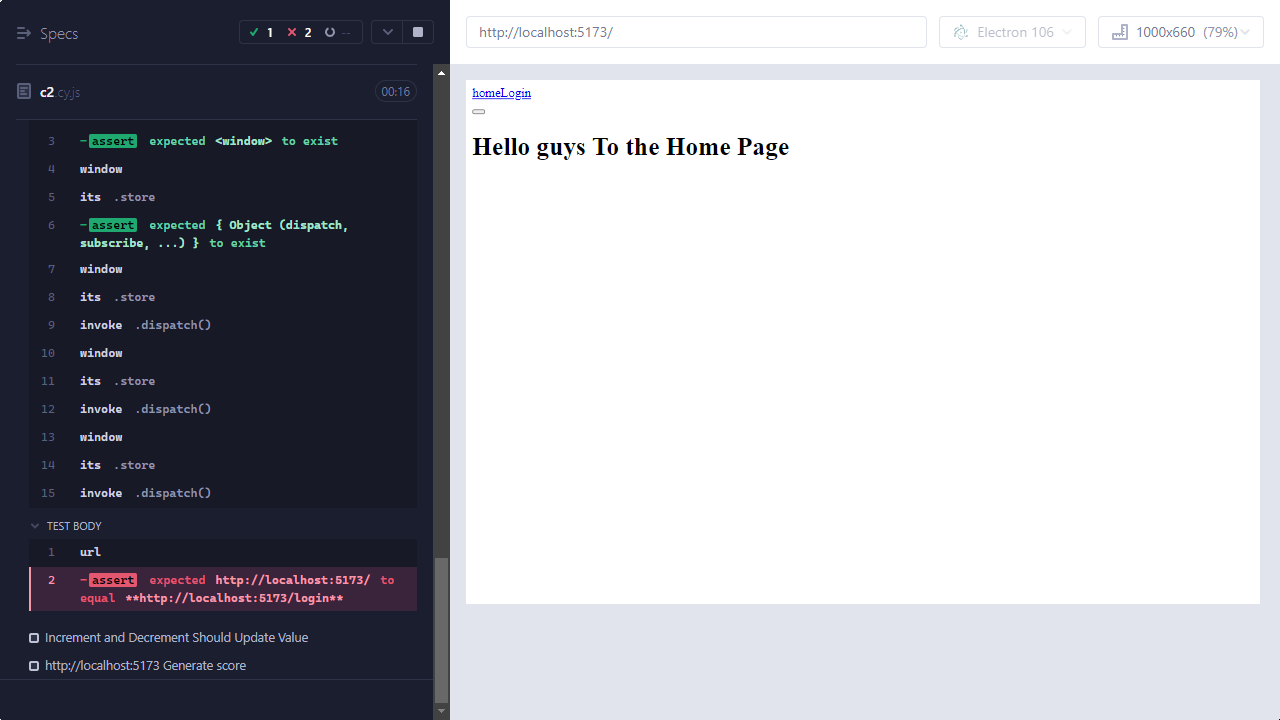 Specs
1
2
--
c2.cy.js
00:16
3 -assert expected <window> to exist
4 window
5 its .store
6 -assert expected { Object (dispatch,
subscribe, ...) } to exist
7 window
8 its .store
9 invoke .dispatch()
10 window
11 its .store
12 invoke .dispatch()
13 window
14 its .store
15 invoke .dispatch()
TEST BODY
1 url
2 -assert expected http://localhost:5173/ to
equal **http://localhost:5173/login**
Increment and Decrement Should Update Value
http://localhost:5173 Generate score
http://localhost:5173/
Electron 106
1000x660 (79%)
homeLogin
Hello guys To the Home Page